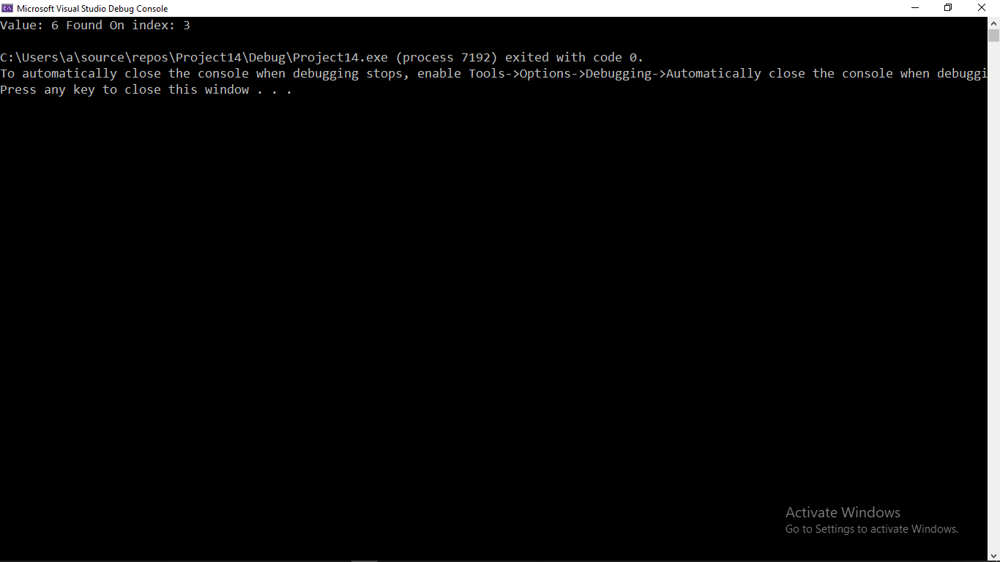 Microsoft Visual Studio Debug Console
Value: 6 Found On index: 3
C:\Users\a\source\repos\Project14\Debug\Project14.exe (process 7192) exited with code 0.
To automatically close the console when debugging stops, enable Tools->Options->Debugging->Automatically close the console when debuggi
Press any key to close this window . . .
Activate Windows
Go to Settings to activate Windows.